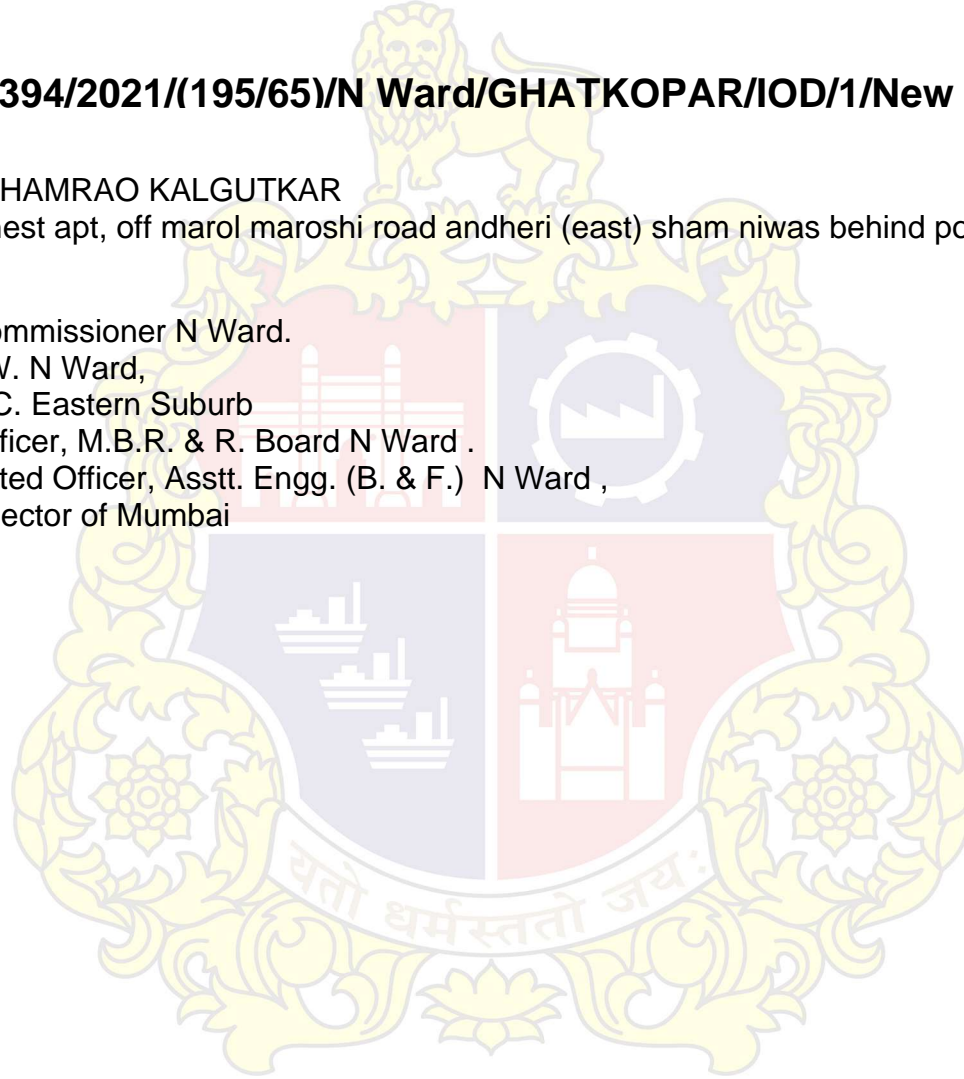 394/2021/(195/65)/N Ward/GHATKOPAR/IOD/1/New
HAMRAO KALGUTKAR
nest apt, off marol maroshi road andheri (east) sham niwas behind po
ommissioner N Ward.
. N Ward,
C. Eastern Suburb
ficer, M.B.R. & R. Board N Ward .
ted Officer, Asstt. Engg. (B. & F.) N Ward ,
ector of Mumbai
यतो धर्मस्ततो जय: